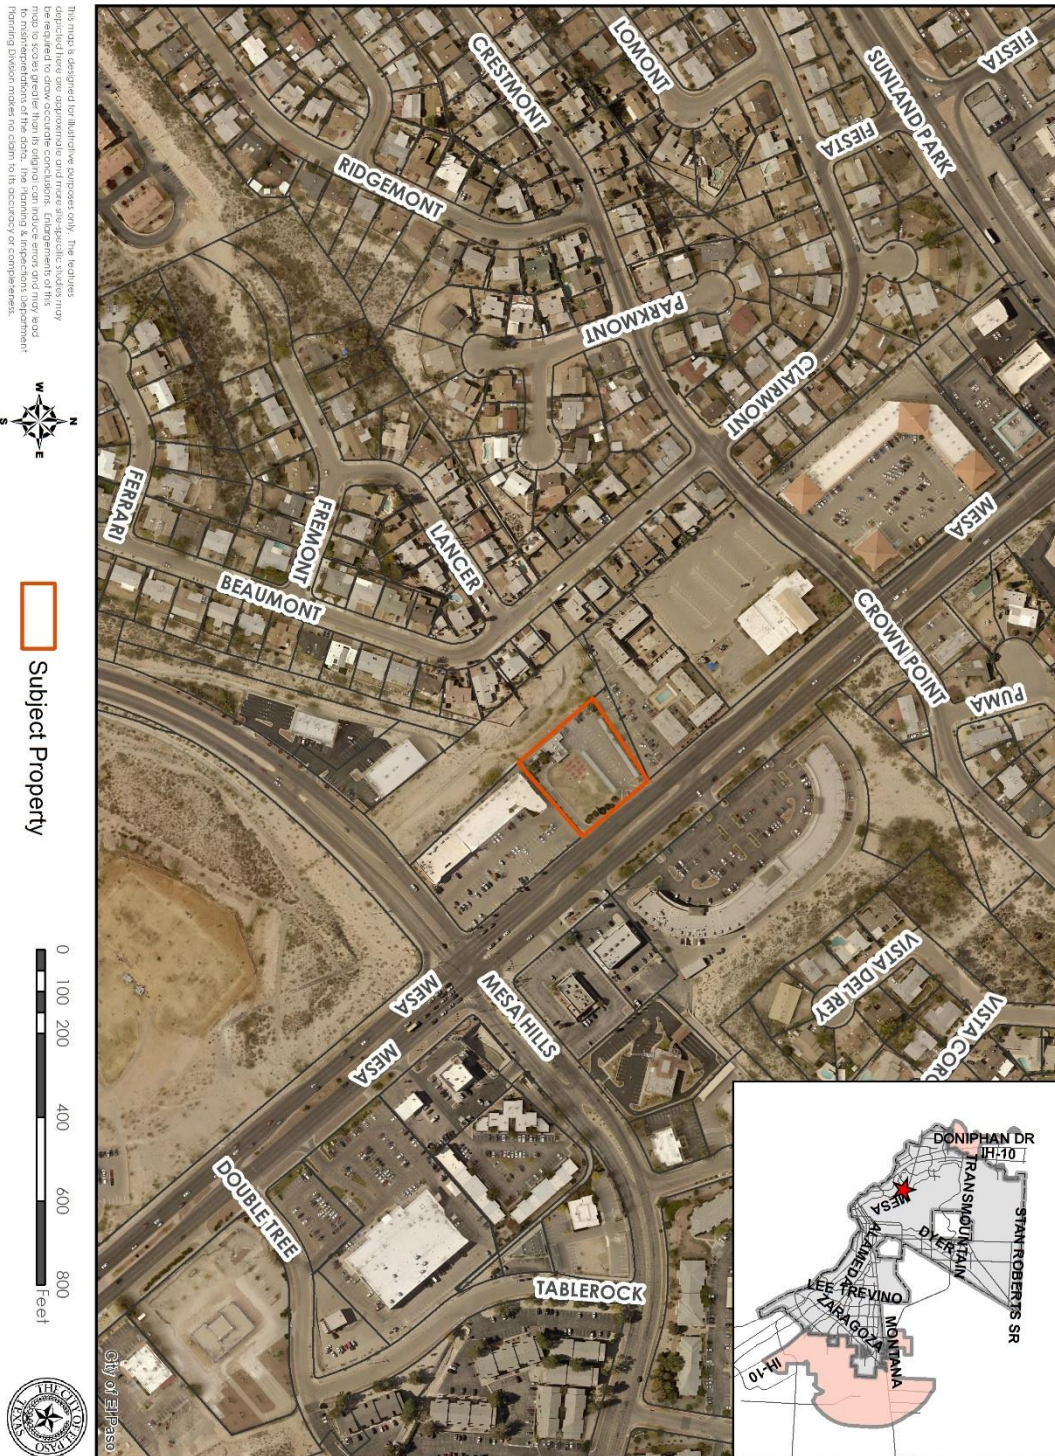 FIESTA
SUNLAND PARK
LOMONT
CRESTMONT
FIESTA
RIDGEMONT
PARKMONT
CLAIRMONT
MESA
CROWN POINT
PUMA
LANCER
FREMONT
FERRARI
BEAUMONT
VISTA DEL REY
MESA HILLS
MESA
MESA
DOUBLETREE
TABLEROCK
DONIPHAN DR
IH-10
TRANSMOUNTAIN
STAN ROBERTS SR
MESA
DYER
ALAMEDA
LEE TREVINO
ZARAGOZA
MONTANA
IH-10
City of El Paso
This map is designed for illustrative purposes only. The features
depicted here are approximate and more site-specific studies may
be required to draw accurate conclusions. Enlargements of this
map to scales greater than its original can induce errors and may lead
to misinterpretations of the data. The Planning & Inspections Department
Planning Division makes no claim to its accuracy or completeness.
N
W E
S
Subject Property
0 100 200 400 600 800
Feet
THE CITY OF EL PASO
TEXAS